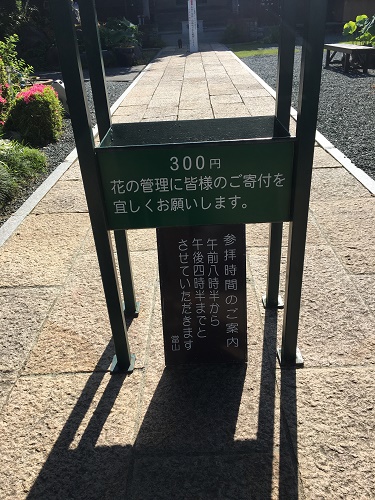 300円
花の管理に皆様のご寄付を
宜しくお願いします。
参拝時間のご案内
午前八時半から
午後四時半までと
させていただきます
當山